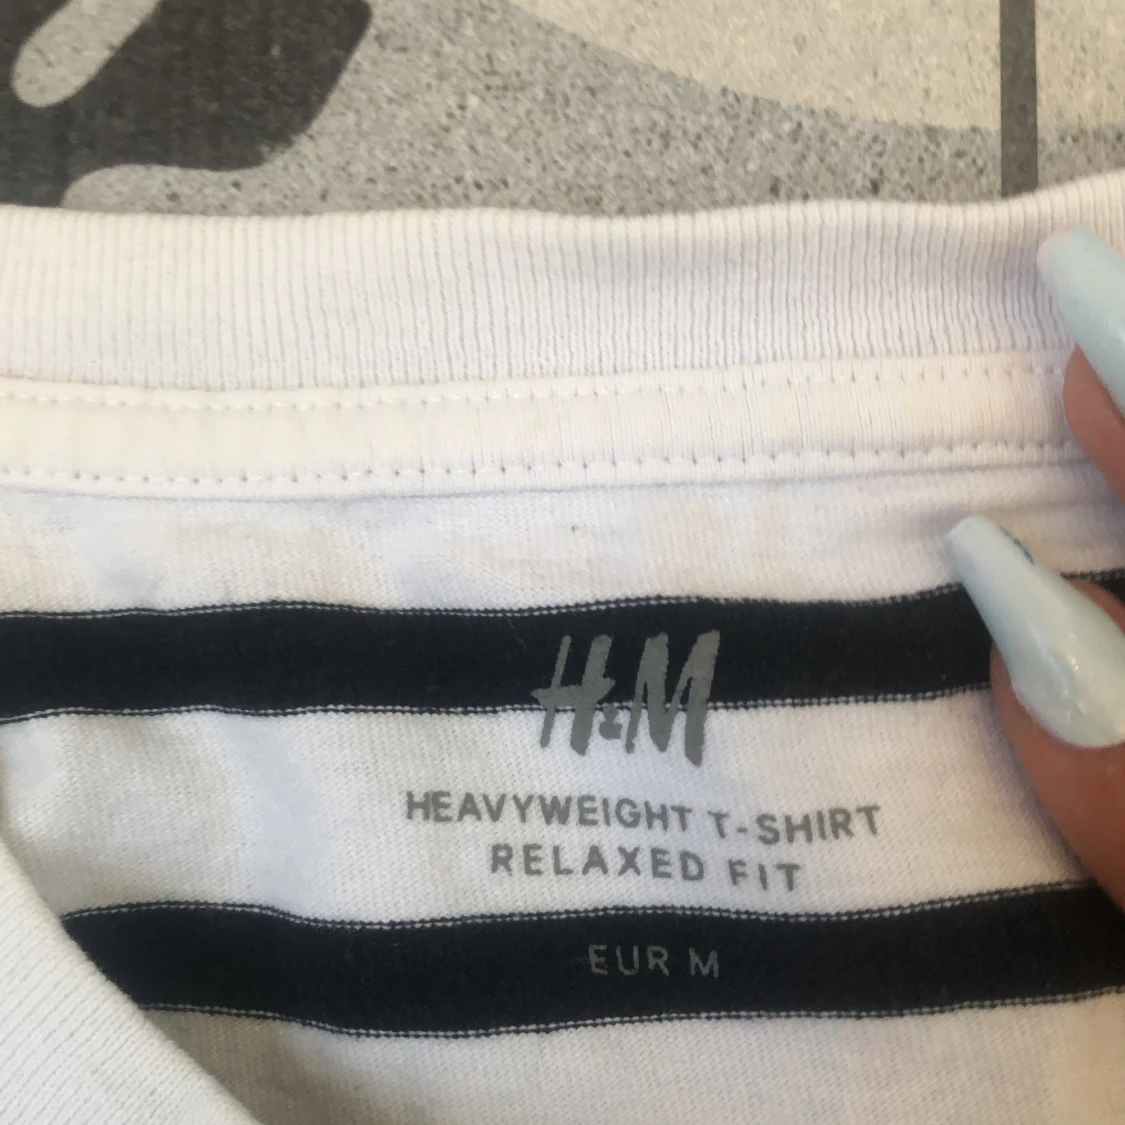 H&M
HEAVYWEIGHT T-SHIRT
RELAXED FIT
EUR M